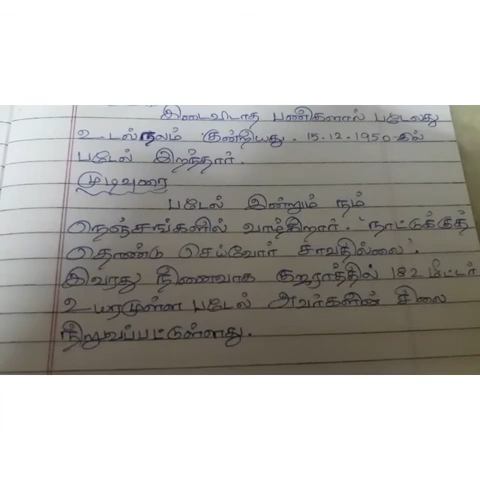 இடைவிடாத பணிகளால் படேலது
உடல்நலம் குன்றியது. 15.12.1950-ல்
படேல் இறந்தார்.
முடிவுரை
படேல் இன்றும் நம்
நெஞ்சங்களில் வாழ்கிறார். 'நாட்டுக்குத்
தொண்டு செய்வோர் சாவதில்லை'.
இவரது நினைவாக குஜராத்தில் 182 மீட்டர்
உயரமுள்ள படேல் அவர்களின் சிலை
நிறுவப்பட்டுள்ளது.